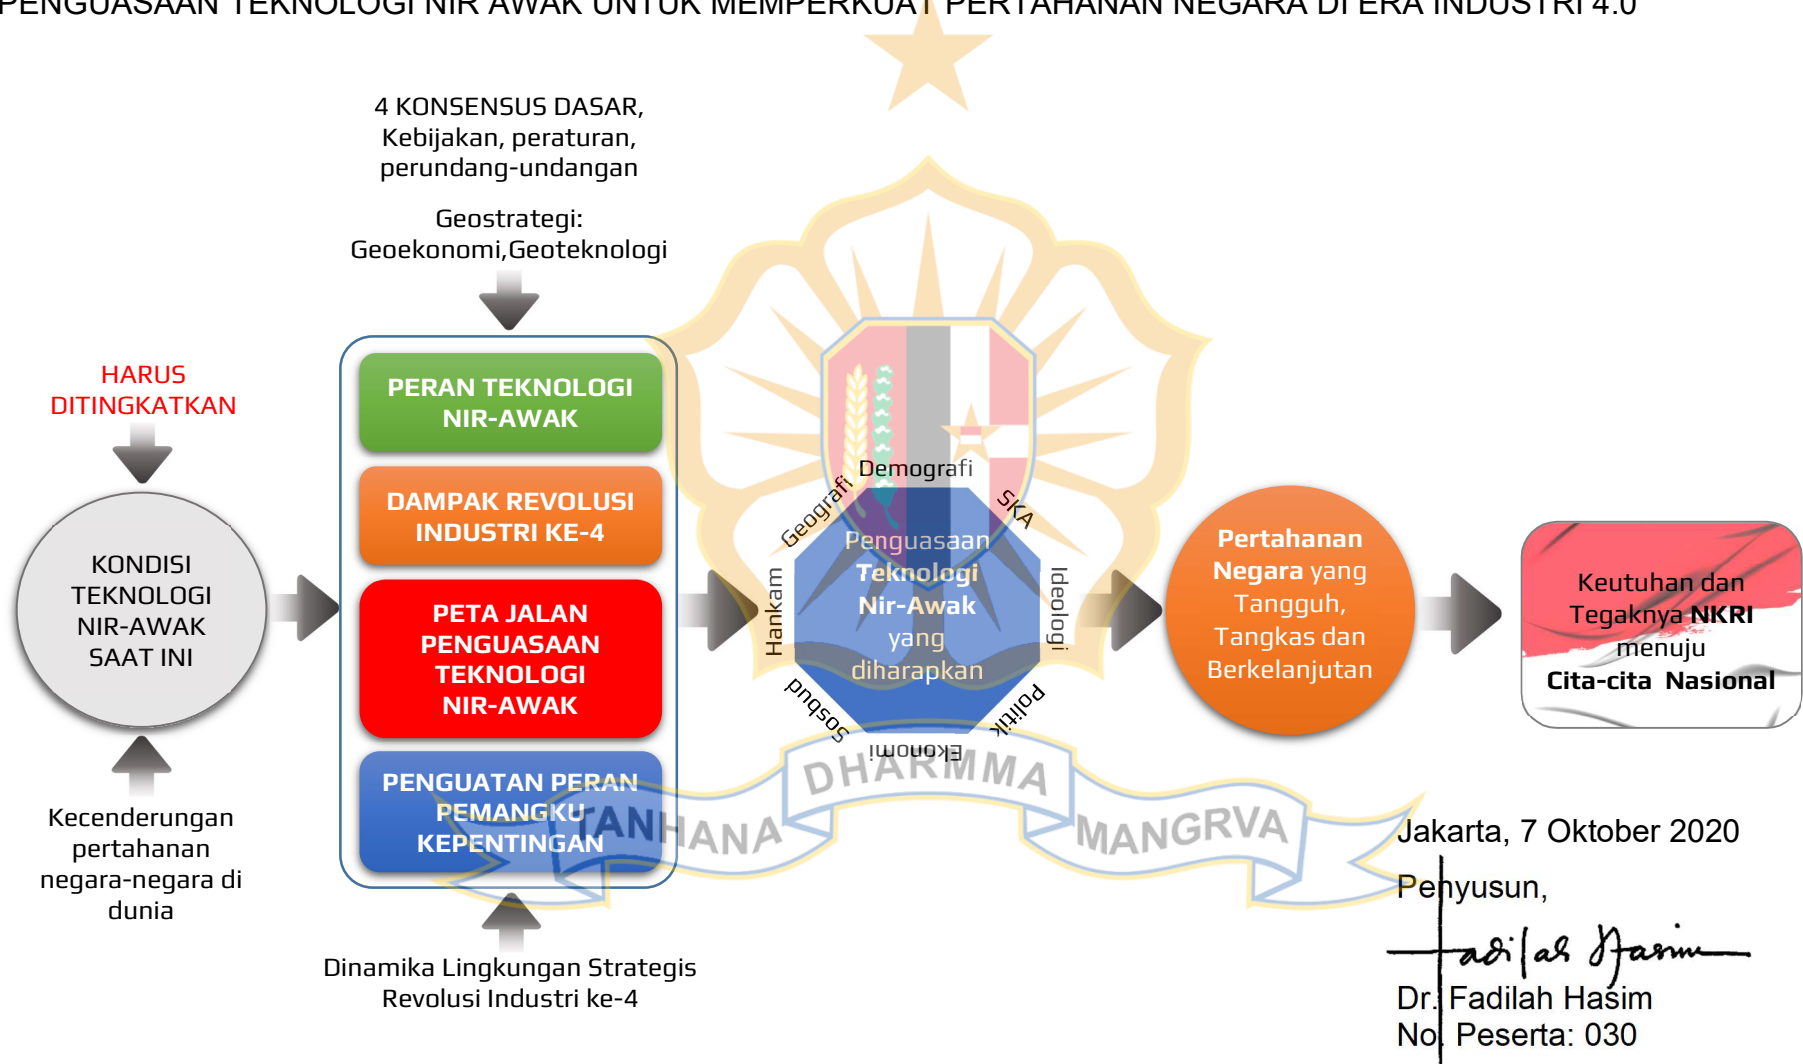 PENGUASAAN TEKNOLOGI NIR AWAK UNTUK MEMPERKUAT PERTAHANAN NEGARA DI ERA INDUSTRI 4.0
4 KONSENSUS DASAR,
Kebijakan, peraturan,
perundang-undangan
Geostrategi:
Geoekonomi,Geoteknologi
HARUS
DITINGKATKAN
KONDISI
TEKNOLOGI
NIR-AWAK
SAAT INI
Kecenderungan
pertahanan
negara-negara di
dunia
PERAN TEKNOLOGI
NIR-AWAK
DAMPAK REVOLUSI
INDUSTRI KE-4
PETA JALAN
PENGUASAAN
TEKNOLOGI
NIR-AWAK
PENGUATAN PERAN
PEMANGKU
KEPENTINGAN
Dinamika Lingkungan Strategis
Revolusi Industri ke-4
Geografi
Demografi
SKA
Ideologi
Politik
Ekonomi
Sosbud
Hankam
Penguasaan
Teknologi
Nir-Awak
yang
diharapkan
Pertahanan
Negara yang
Tangguh,
Tangkas dan
Berkelanjutan
Keutuhan dan
Tegaknya NKRI
menuju
Cita-cita Nasional
TANHANA DHARMMA MANGRVA
Jakarta, 7 Oktober 2020
Penyusun,
Fadilah Hasim
Dr. Fadilah Hasim
No. Peserta: 030